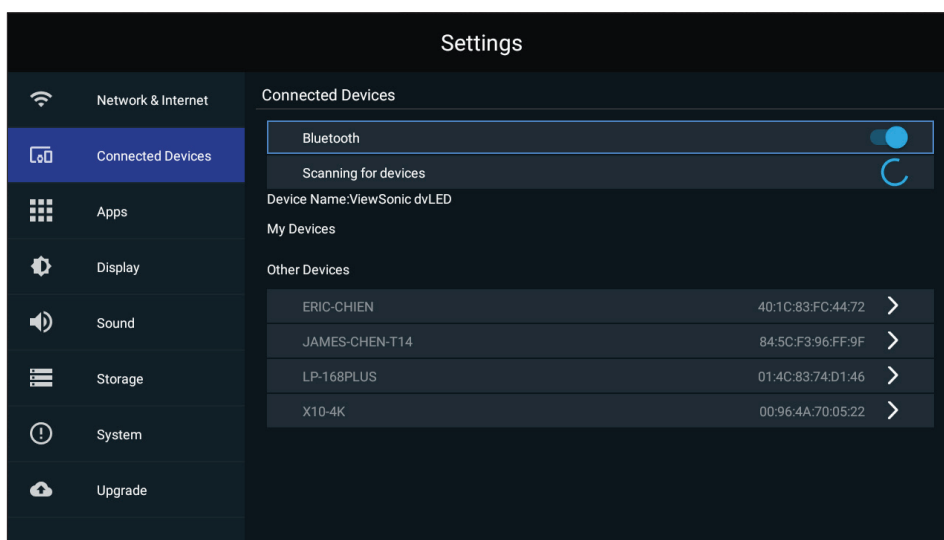 Settings
Network & Internet
Connected Devices
Apps
Display
Sound
Storage
System
Upgrade
Connected Devices
Bluetooth
Scanning for devices
Device Name:ViewSonic dvLED
My Devices
Other Devices
ERIC-CHIEN 40:1C:83:FC:44:72
JAMES-CHEN-T14 84:5C:F3:96:FF:9F
LP-168PLUS 01:4C:83:74:D1:46
X10-4K 00:96:4A:70:05:22